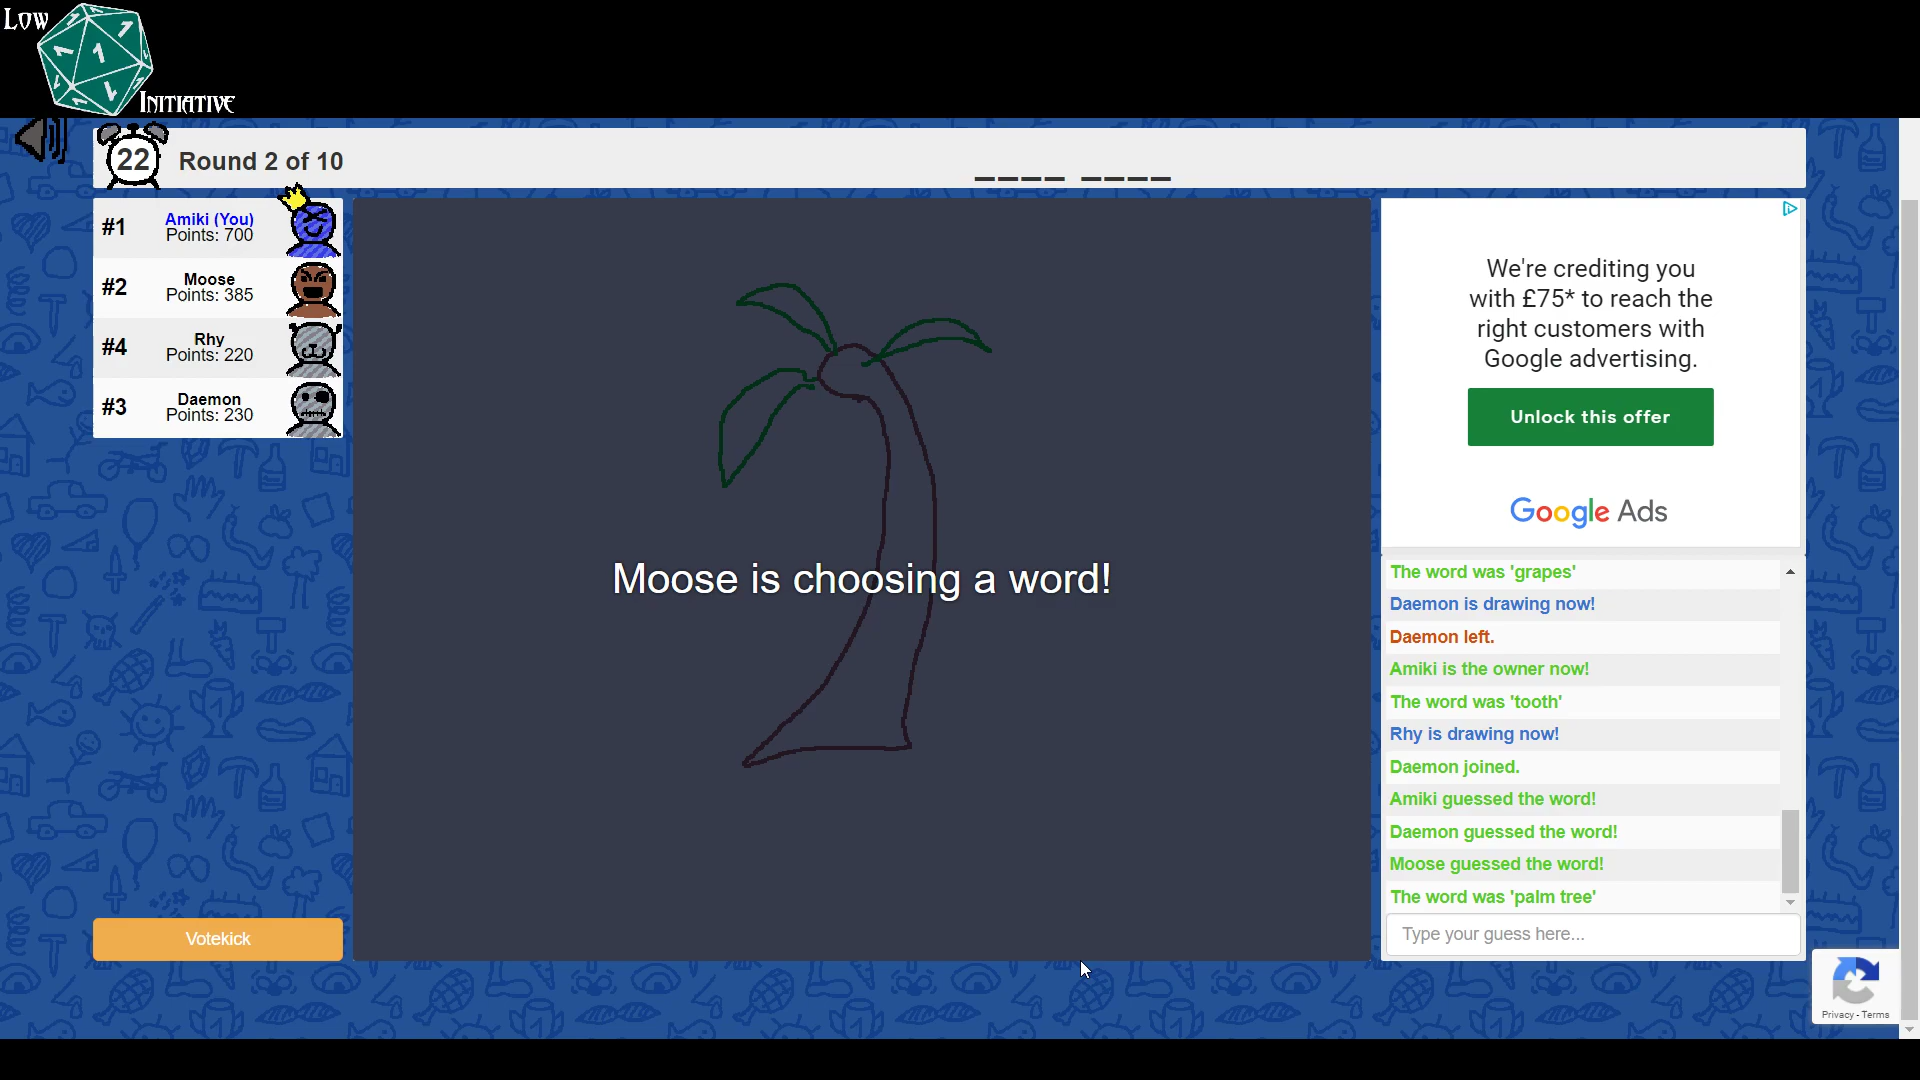 Low
Initiative
22
Round 2 of 10
____ ____
#1
Amiki (You)
Points: 700
#2
Moose
Points: 385
#4
Rhy
Points: 220
#3
Daemon
Points: 230
Votekick
Moose is choosing a word!
We're crediting you
with £75* to reach the
right customers with
Google advertising.
Unlock this offer
Google Ads
The word was 'grapes'
Daemon is drawing now!
Daemon left.
Amiki is the owner now!
The word was 'tooth'
Rhy is drawing now!
Daemon joined.
Amiki guessed the word!
Daemon guessed the word!
Moose guessed the word!
The word was 'palm tree'
Type your guess here...
Privacy - Terms